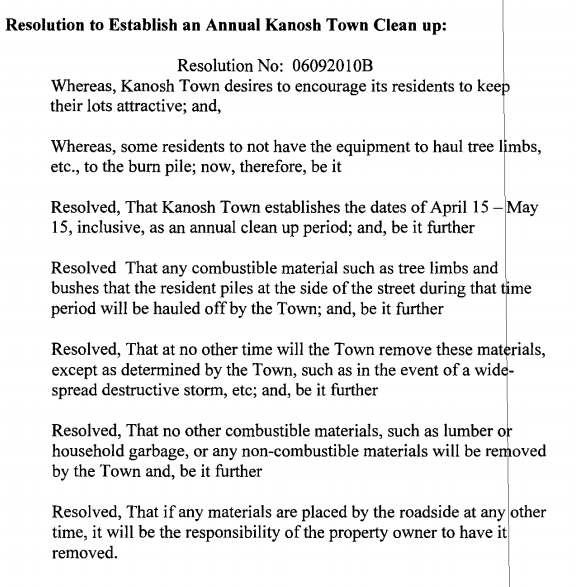 Resolution to Establish an Annual Kanosh Town Clean up:
Resolution No: 06092010B
Whereas, Kanosh Town desires to encourage its residents to keep
their lots attractive; and,
Whereas, some residents to not have the equipment to haul tree limbs,
etc., to the burn pile; now, therefore, be it
Resolved, That Kanosh Town establishes the dates of April 15 – May
15, inclusive, as an annual clean up period; and, be it further
Resolved That any combustible material such as tree limbs and
bushes that the resident piles at the side of the street during that time
period will be hauled off by the Town; and, be it further
Resolved, That at no other time will the Town remove these materials,
except as determined by the Town, such as in the event of a wide-
spread destructive storm, etc; and, be it further
Resolved, That no other combustible materials, such as lumber or
household garbage, or any non-combustible materials will be removed
by the Town and, be it further
Resolved, That if any materials are placed by the roadside at any other
time, it will be the responsibility of the property owner to have it
removed.